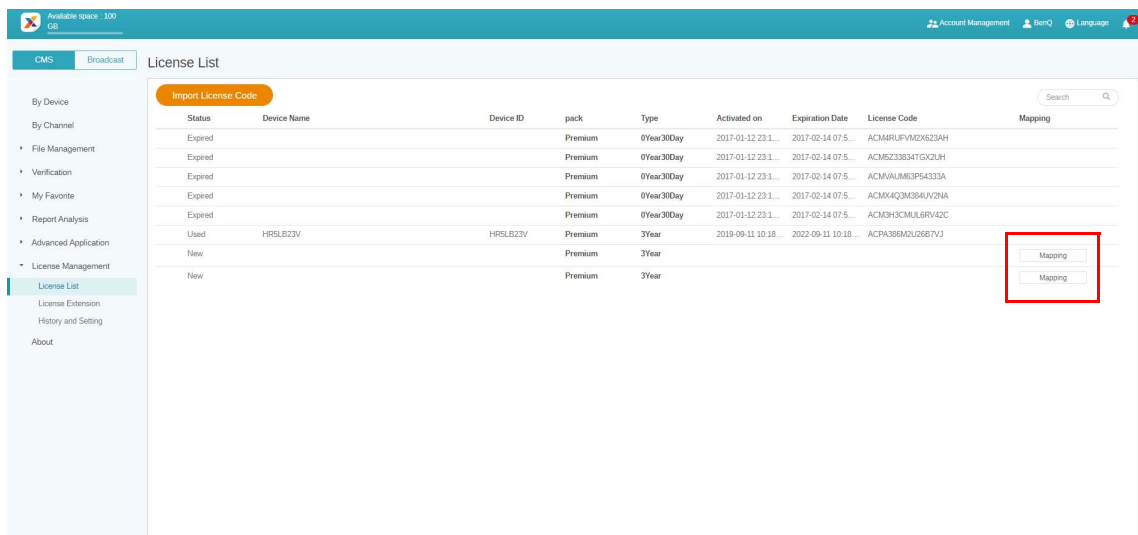 Available space : 100
GB
Account Management BenQ Language 2
CMS Broadcast
License List
Import License Code
Search
By Device
By Channel
File Management
Verification
My Favorite
Report Analysis
Advanced Application
License Management
License List
License Extension
History and Setting
About
Status Device Name Device ID pack Type Activated on Expiration Date License Code Mapping
Expired Premium 0Year30Day 2017-01-12 23:1... 2017-02-14 07:5... ACM4RUFVM2X623AH
Expired Premium 0Year30Day 2017-01-12 23:1... 2017-02-14 07:5... ACM5Z33834TGX2UH
Expired Premium 0Year30Day 2017-01-12 23:1... 2017-02-14 07:5... ACMVAUM63P54333A
Expired Premium 0Year30Day 2017-01-12 23:1... 2017-02-14 07:5... ACMX4Q3M384UV2NA
Expired Premium 0Year30Day 2017-01-12 23:1... 2017-02-14 07:5... ACM3H3CMUL6RV42C
Used HR5LB23V HR5LB23V Premium 3Year 2019-09-11 10:18... 2022-09-11 10:18... ACPA386M2U26B7VJ
New Premium 3Year Mapping
New Premium 3Year Mapping